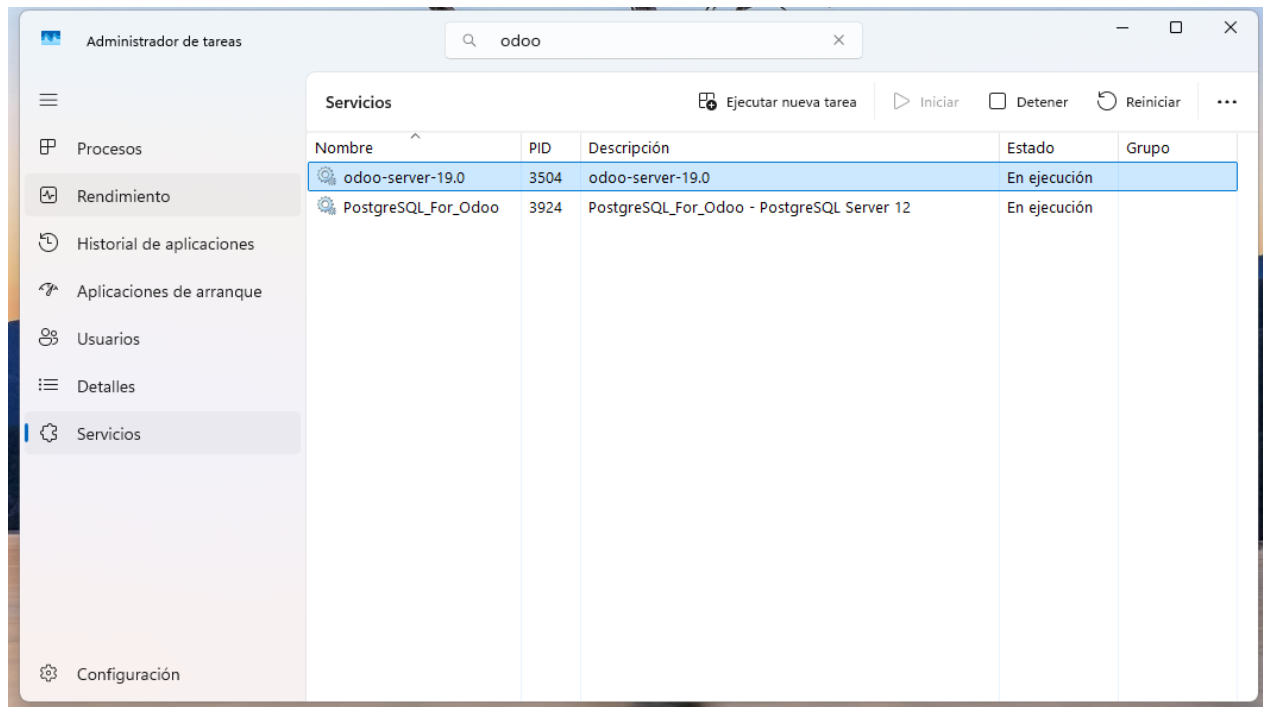 Administrador de tareas
odoo
Servicios
Ejecutar nueva tarea
Iniciar
Detener
Reiniciar
Procesos
Rendimiento
Historial de aplicaciones
Aplicaciones de arranque
Usuarios
Detalles
Servicios
Configuración
Nombre PID Descripción Estado Grupo
odoo-server-19.0 3504 odoo-server-19.0 En ejecución
PostgreSQL_For_Odoo 3924 PostgreSQL_For_Odoo - PostgreSQL Server 12 En ejecución